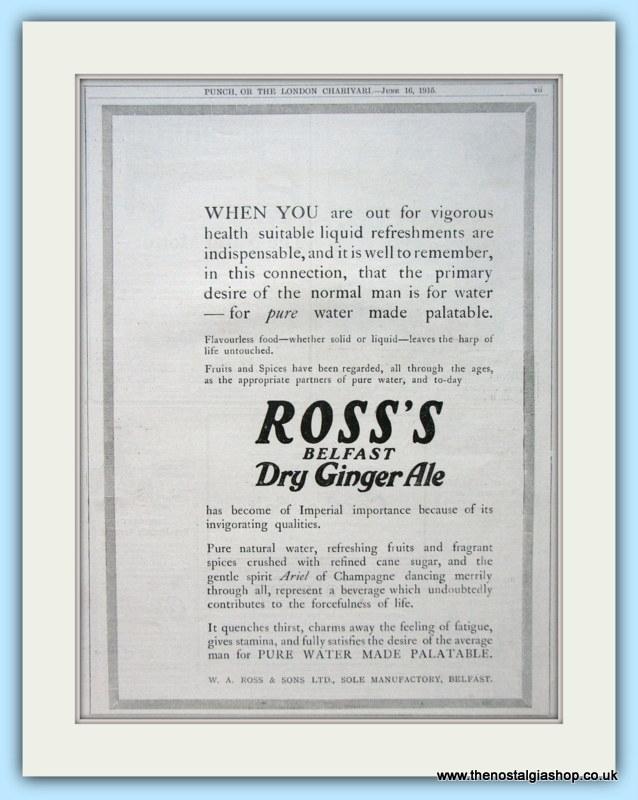 PUNCH, OR THE LONDON CHARIVARI.—June 16, 1915. vii
WHEN YOU are out for vigorous
health suitable liquid refreshments are
indispensable, and it is well to remember,
in this connection, that the primary
desire of the normal man is for water
—for pure water made palatable.
Flavourless food—whether solid or liquid—leaves the harp of
life untouched.
Fruits and Spices have been regarded, all through the ages,
as the appropriate partners of pure water, and to-day
ROSS'S
BELFAST
Dry Ginger Ale
has become of Imperial importance because of its
invigorating qualities.
Pure natural water, refreshing fruits and fragrant
spices crushed with refined cane sugar, and the
gentle spirit Ariel of Champagne dancing merrily
through all, represent a beverage which undoubtedly
contributes to the forcefulness of life.
It quenches thirst, charms away the feeling of fatigue,
gives stamina, and fully satisfies the desire of the average
man for PURE WATER MADE PALATABLE.
W. A. ROSS & SONS LTD., SOLE MANUFACTORY, BELFAST.
www.thenostalgiashop.co.uk